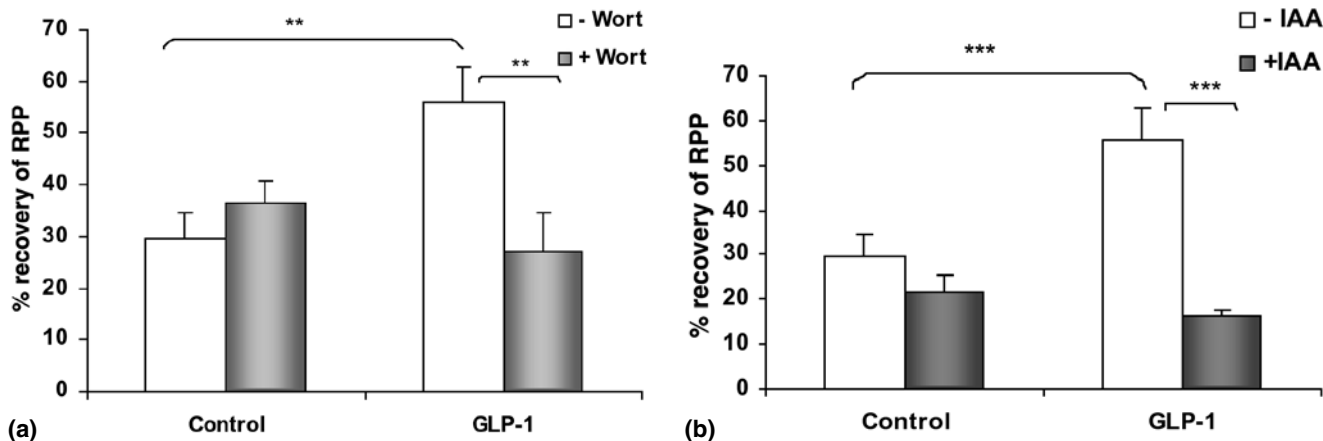 - Wort
+ Wort
**
**
% recovery of RPP
70
60
50
40
30
20
10
0
Control GLP-1
(a)
- IAA
+IAA
***
***
% recovery of RPP
70
60
50
40
30
20
10
0
Control GLP-1
(b)